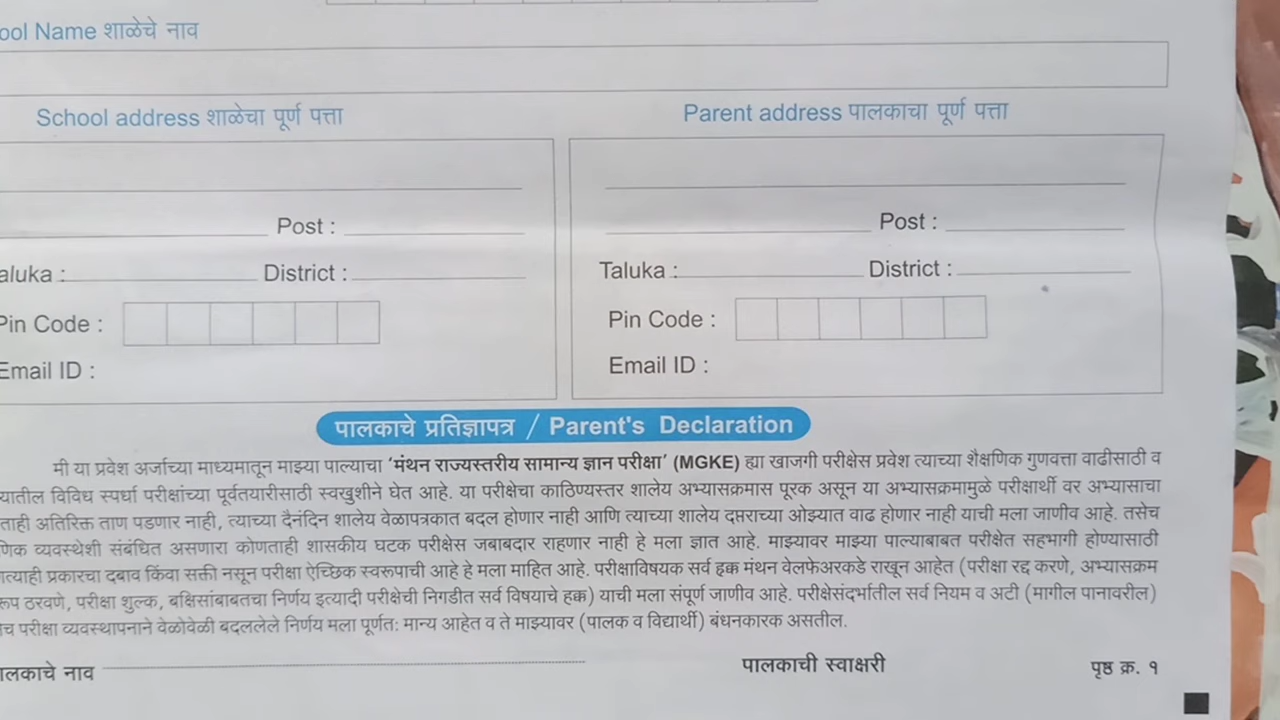 ool Name शाळेचे नाव
School address शाळेचा पूर्ण पत्ता
Parent address पालकाचा पूर्ण पत्ता
Post :
Post :
aluka :
District :
Taluka :
District :
Pin Code :
Pin Code :
Email ID :
Email ID :
पालकाचे प्रतिज्ञापत्र / Parent's Declaration
मी या प्रवेश अर्जाच्या माध्यमातून माझ्या पाल्याचा ‘मंथन राज्यस्तरीय सामान्य ज्ञान परीक्षा’ (MGKE) ह्या खाजगी परीक्षेस प्रवेश त्याच्या शैक्षणिक गुणवत्ता वाढीसाठी व
यातील विविध स्पर्धा परीक्षांच्या पूर्वतयारीसाठी स्वखुशीने घेत आहे. या परीक्षेचा काठिण्यस्तर शालेय अभ्यासक्रमास पूरक असून या अभ्यासक्रमामुळे परीक्षार्थी वर अभ्यासाचा
ताही अतिरिक्त ताण पडणार नाही, त्याच्या दैनंदिन शालेय वेळापत्रकात बदल होणार नाही आणि त्याच्या शालेय दप्तराच्या ओझ्यात वाढ होणार नाही याची मला जाणीव आहे. तसेच
णिक व्यवस्थेशी संबंधित असणारा कोणताही शासकीय घटक परीक्षेस जबाबदार राहणार नाही हे मला ज्ञात आहे. माझ्यावर माझ्या पाल्याबाबत परीक्षेत सहभागी होण्यासाठी
त्याही प्रकारचा दबाव किंवा सक्ती नसून परीक्षा ऐच्छिक स्वरूपाची आहे हे मला माहित आहे. परीक्षाविषयक सर्व हक्क मंथन वेलफेअरकडे राखून आहेत (परीक्षा रद्द करणे, अभ्यासक्रम
रूप ठरवणे, परीक्षा शुल्क, बक्षिसांबाबतचा निर्णय इत्यादी परीक्षेची निगडीत सर्व विषयाचे हक्क) याची मला संपूर्ण जाणीव आहे. परीक्षेसंदर्भातील सर्व नियम व अटी (मागील पानावरील)
च परीक्षा व्यवस्थापनाने वेळोवेळी बदललेले निर्णय मला पूर्णत: मान्य आहेत व ते माझ्यावर (पालक व विद्यार्थी) बंधनकारक असतील.
ालकाचे नाव
पालकाची स्वाक्षरी
पृष्ठ क्र. १